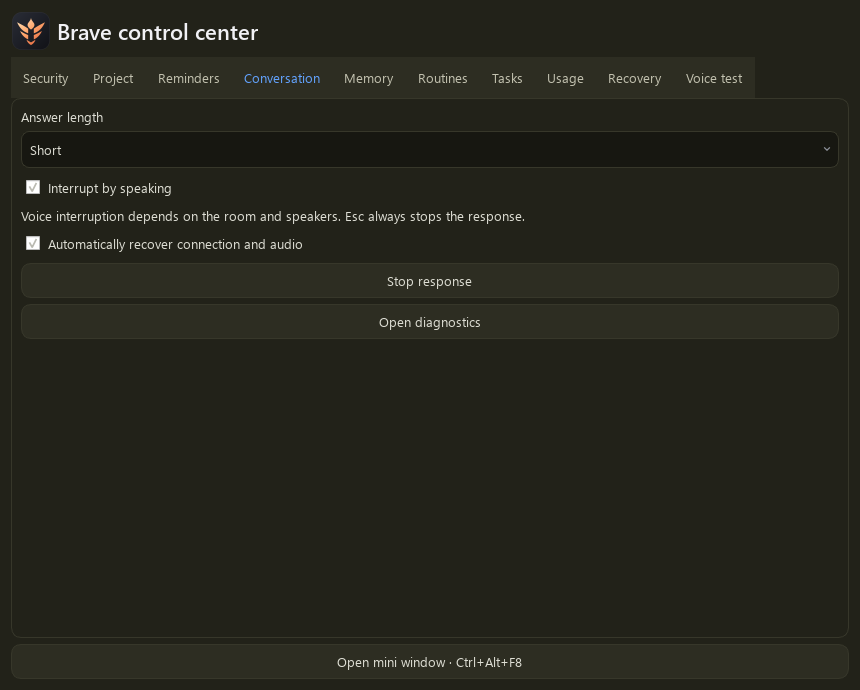 Brave control center
Security Project Reminders Conversation Memory Routines Tasks Usage Recovery Voice test
Answer length
Short
Interrupt by speaking
Voice interruption depends on the room and speakers. Esc always stops the response.
Automatically recover connection and audio
Stop response
Open diagnostics
Open mini window · Ctrl+Alt+F8